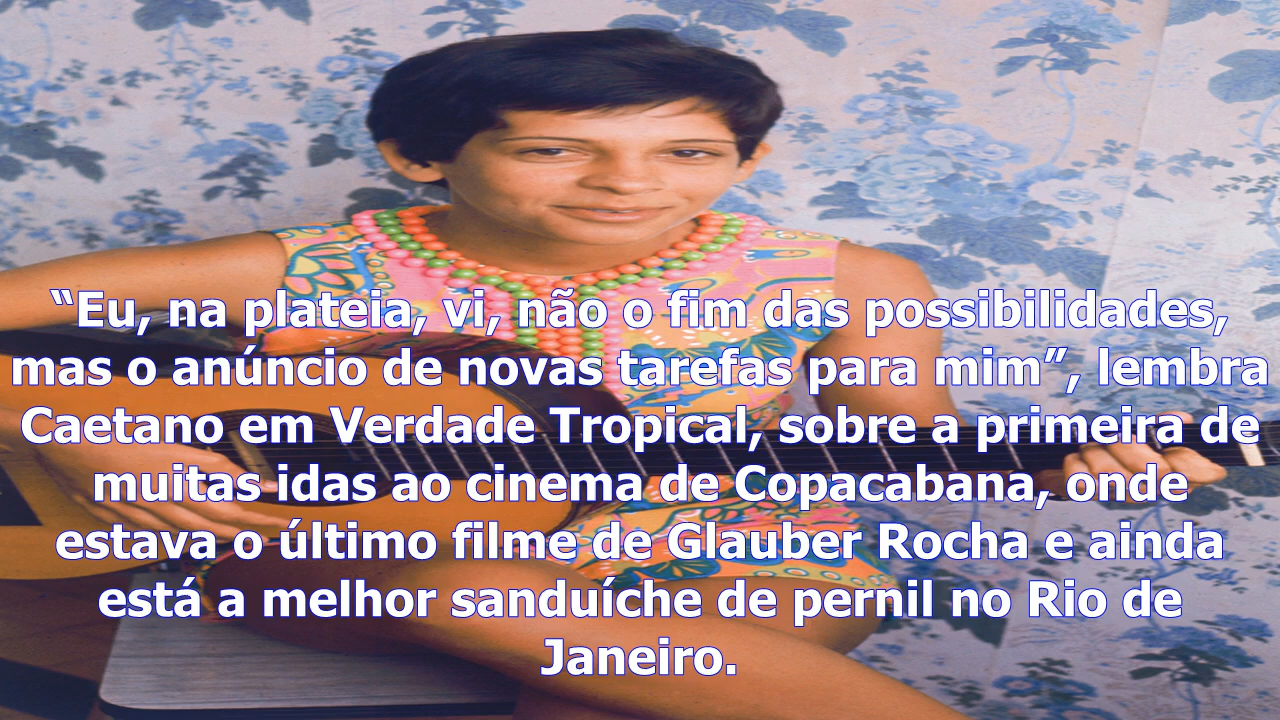 “Eu, na plateia, vi, não o fim das possibilidades,
mas o anúncio de novas tarefas para mim”, lembra
Caetano em Verdade Tropical, sobre a primeira de
muitas idas ao cinema de Copacabana, onde
estava o último filme de Glauber Rocha e ainda
está a melhor sanduíche de pernil no Rio de
Janeiro.